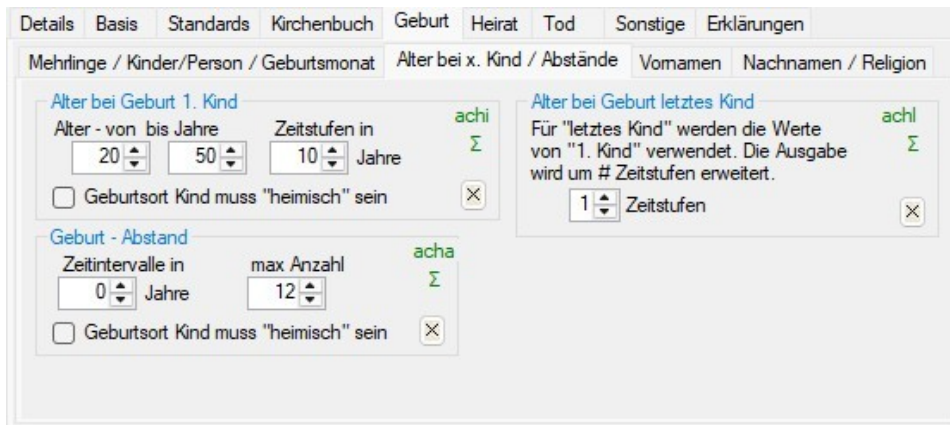 Details Basis Standards Kirchenbuch Geburt Heirat Tod Sonstige Erklärungen
Mehrlinge / Kinder/Person / Geburtsmonat Alter bei x. Kind / Abstände Vornamen Nachnamen / Religion
Alter bei Geburt 1. Kind
achi
Alter - von bis Jahre Zeitstufen in
Σ
20 50 10 Jahre
Geburtsort Kind muss "heimisch" sein
Alter bei Geburt letztes Kind
achl
Für "letztes Kind" werden die Werte
Σ
von "1. Kind" verwendet. Die Ausgabe
wird um # Zeitstufen erweitert.
1 Zeitstufen
Geburt - Abstand
acha
Zeitintervalle in max Anzahl
Σ
0 Jahre 12
Geburtsort Kind muss "heimisch" sein